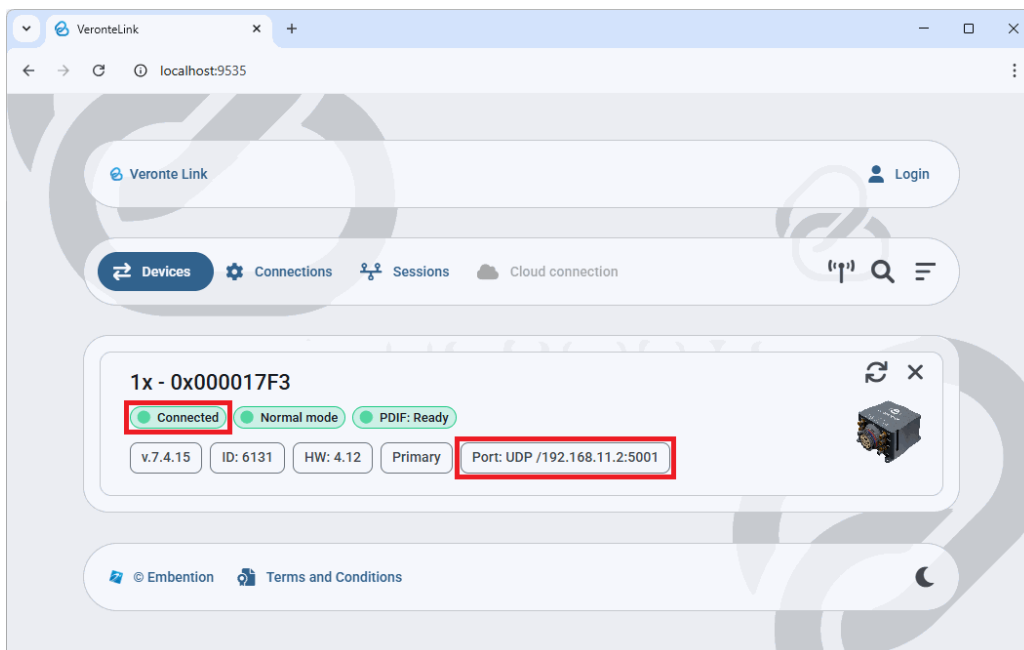 VeronteLink
localhost:9535
Veronte Link
Login
Devices
Connections
Sessions
Cloud connection
1x - 0x000017F3
Connected
Normal mode
PDIF: Ready
v.7.4.15
ID: 6131
HW: 4.12
Primary
Port: UDP /192.168.11.2:5001
© Embention
Terms and Conditions